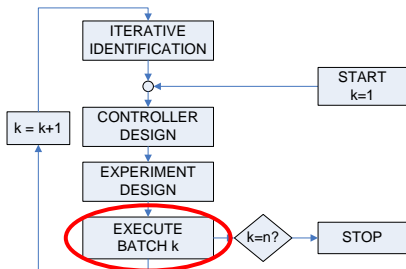 ITERATIVE
IDENTIFICATION
START
k=1
k = k+1
CONTROLLER
DESIGN
EXPERIMENT
DESIGN
EXECUTE
BATCH k
k=n?
STOP